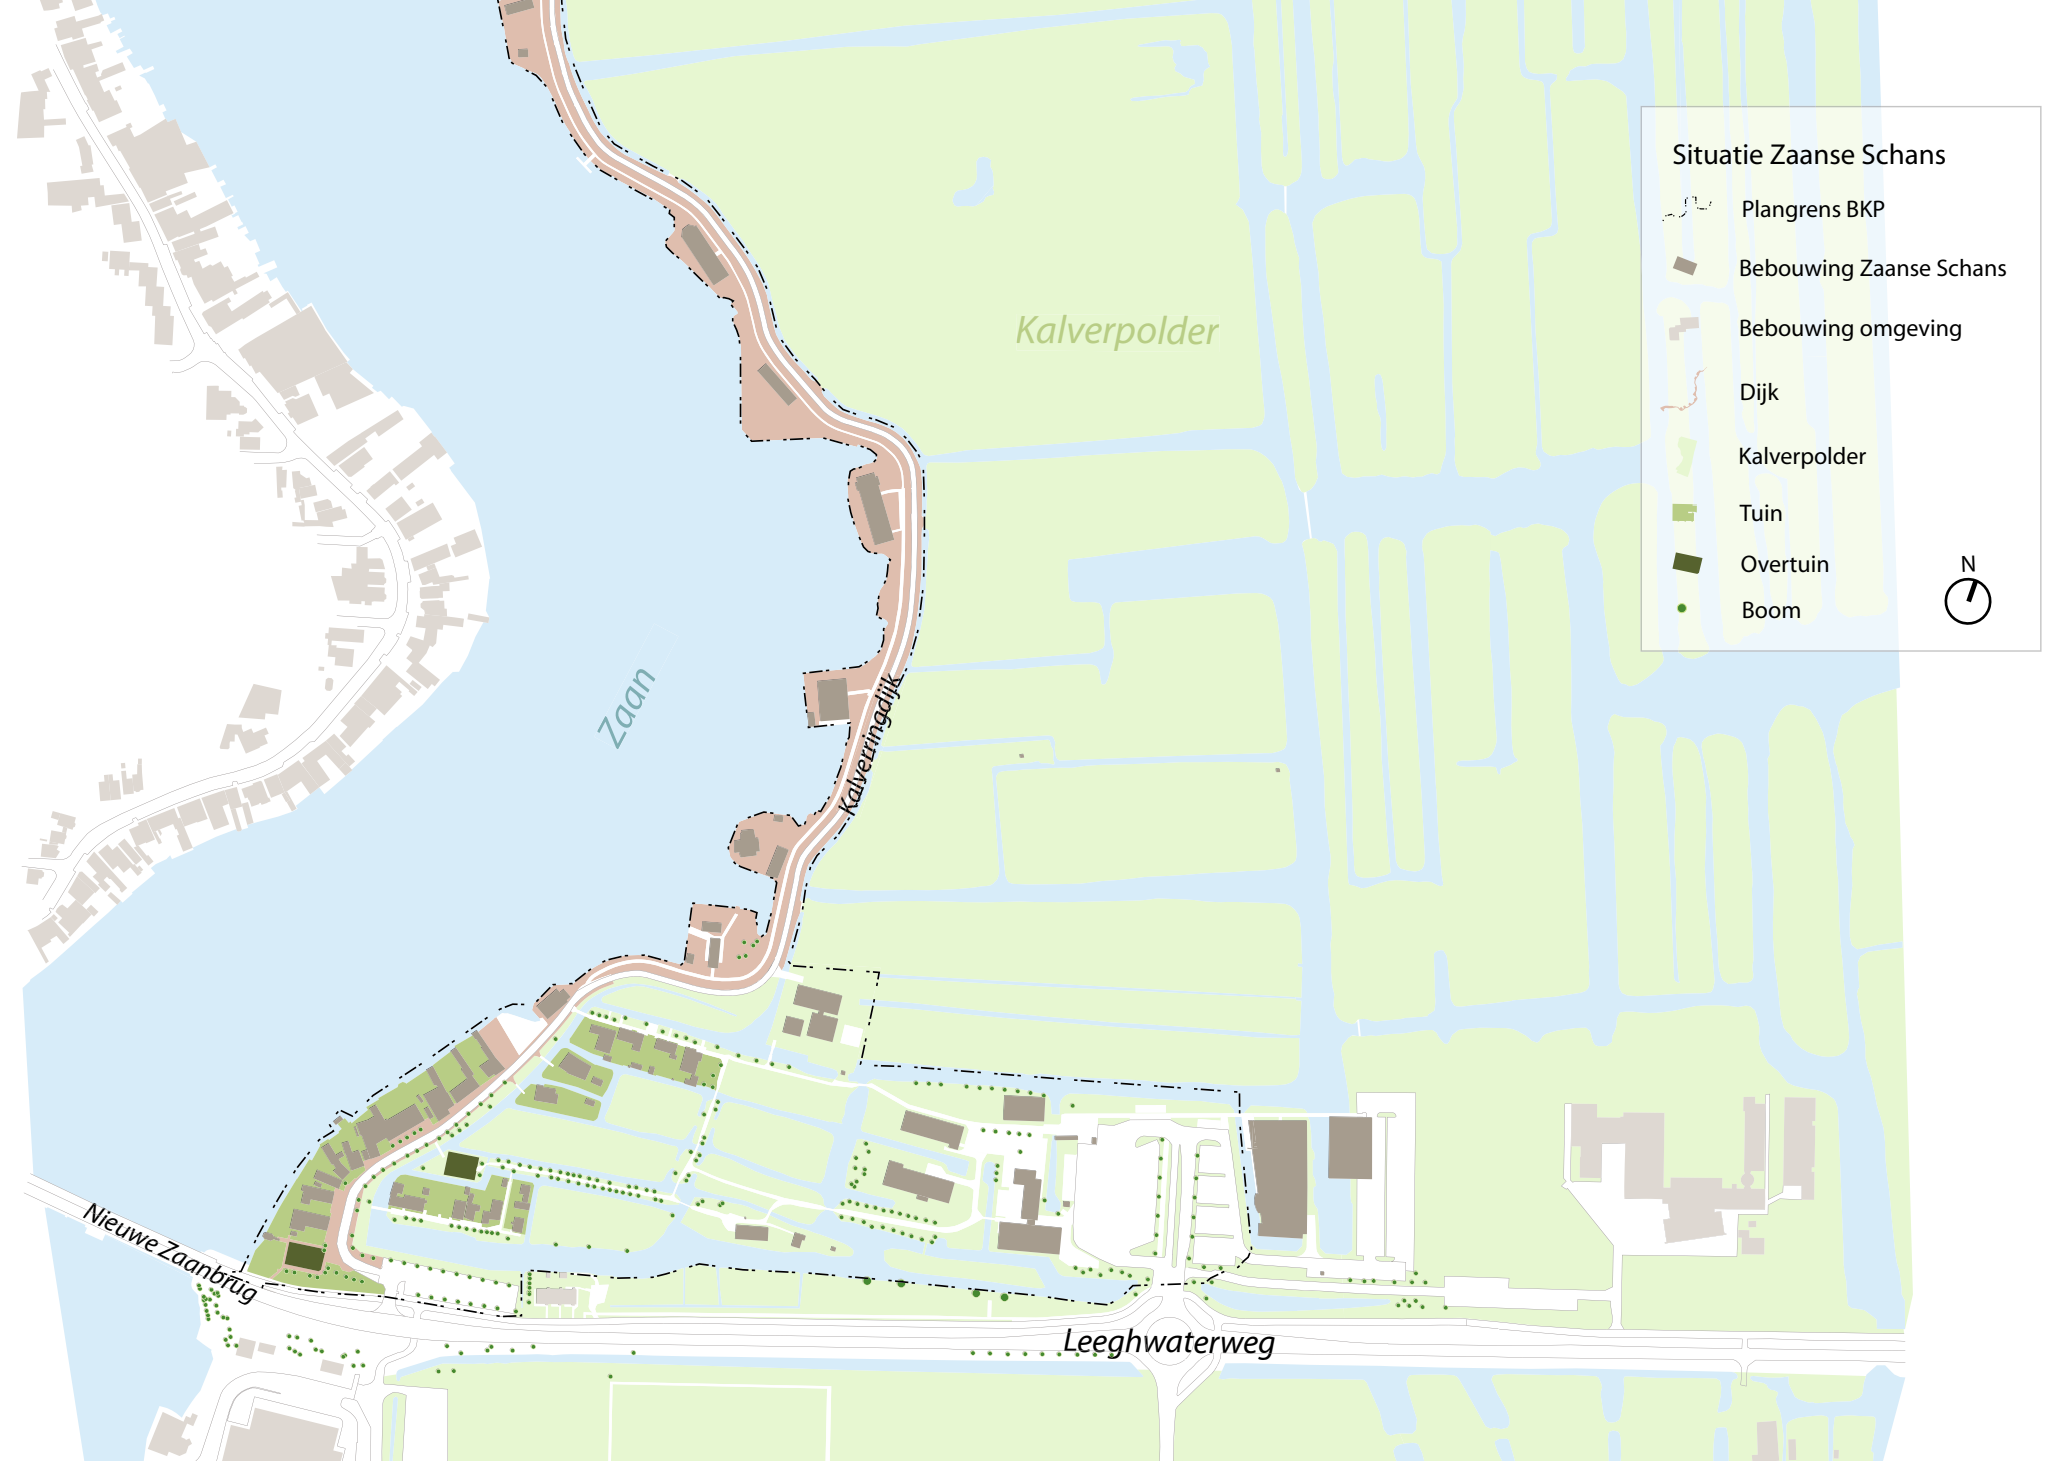 Situatie Zaanse Schans
Plangrens BKP
Bebouwing Zaanse Schans
Bebouwing omgeving
Dijk
Kalverpolder
Tuin
Overtuin
Boom
N
Kalverpolder
Zaan
Kalverringdijk
Nieuwe Zaanbrug
Leeghwaterweg